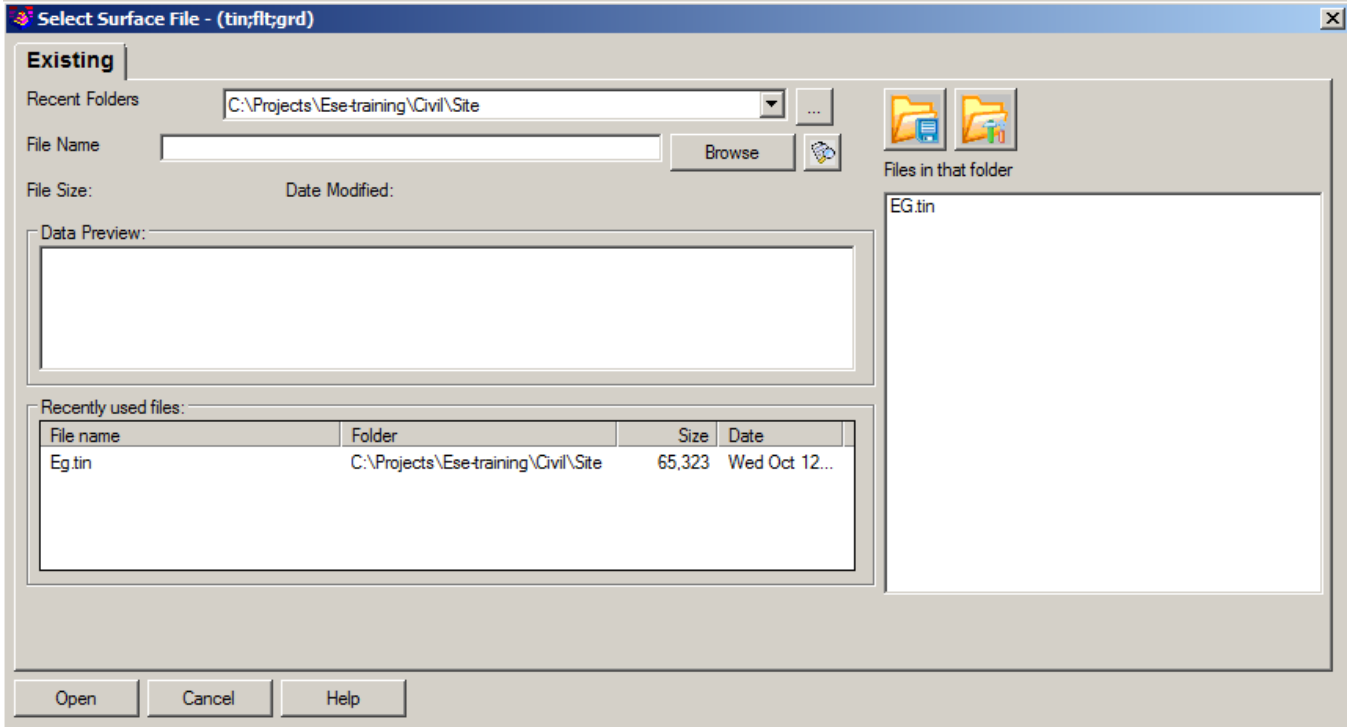 Select Surface File - (tin;flt;grd)
Existing
Recent Folders
C:\Projects\Ese-training\Civil\Site
...
File Name
Browse
File Size:
Date Modified:
Data Preview:
Recently used files:
File name Folder Size Date
Eg.tin C:\Projects\Ese-training\Civil\Site 65,323 Wed Oct 12...
Files in that folder
EG.tin
Open
Cancel
Help